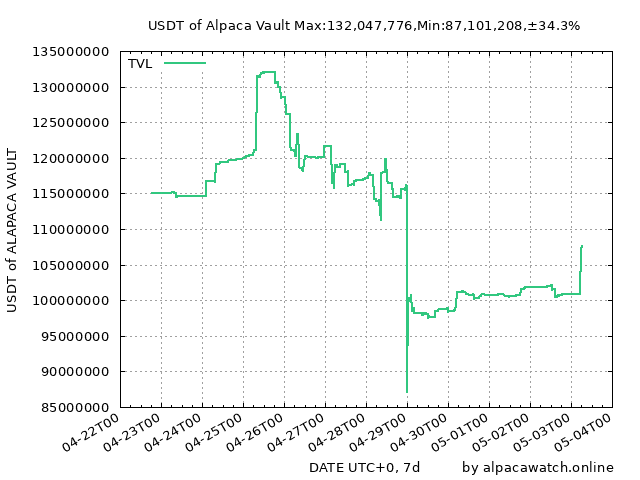 USDT of Alpaca Vault Max:132,047,776,Min:87,101,208,±34.3%
135000000
TVL
130000000
125000000
120000000
115000000
110000000
105000000
100000000
95000000
90000000
85000000
USDT of ALAPACA VAULT
04-22T00
04-23T00
04-24T00
04-25T00
04-26T00
04-27T00
04-28T00
04-29T00
04-30T00
05-01T00
05-02T00
05-03T00
05-04T00
DATE UTC+0, 7d
by alpacawatch.online